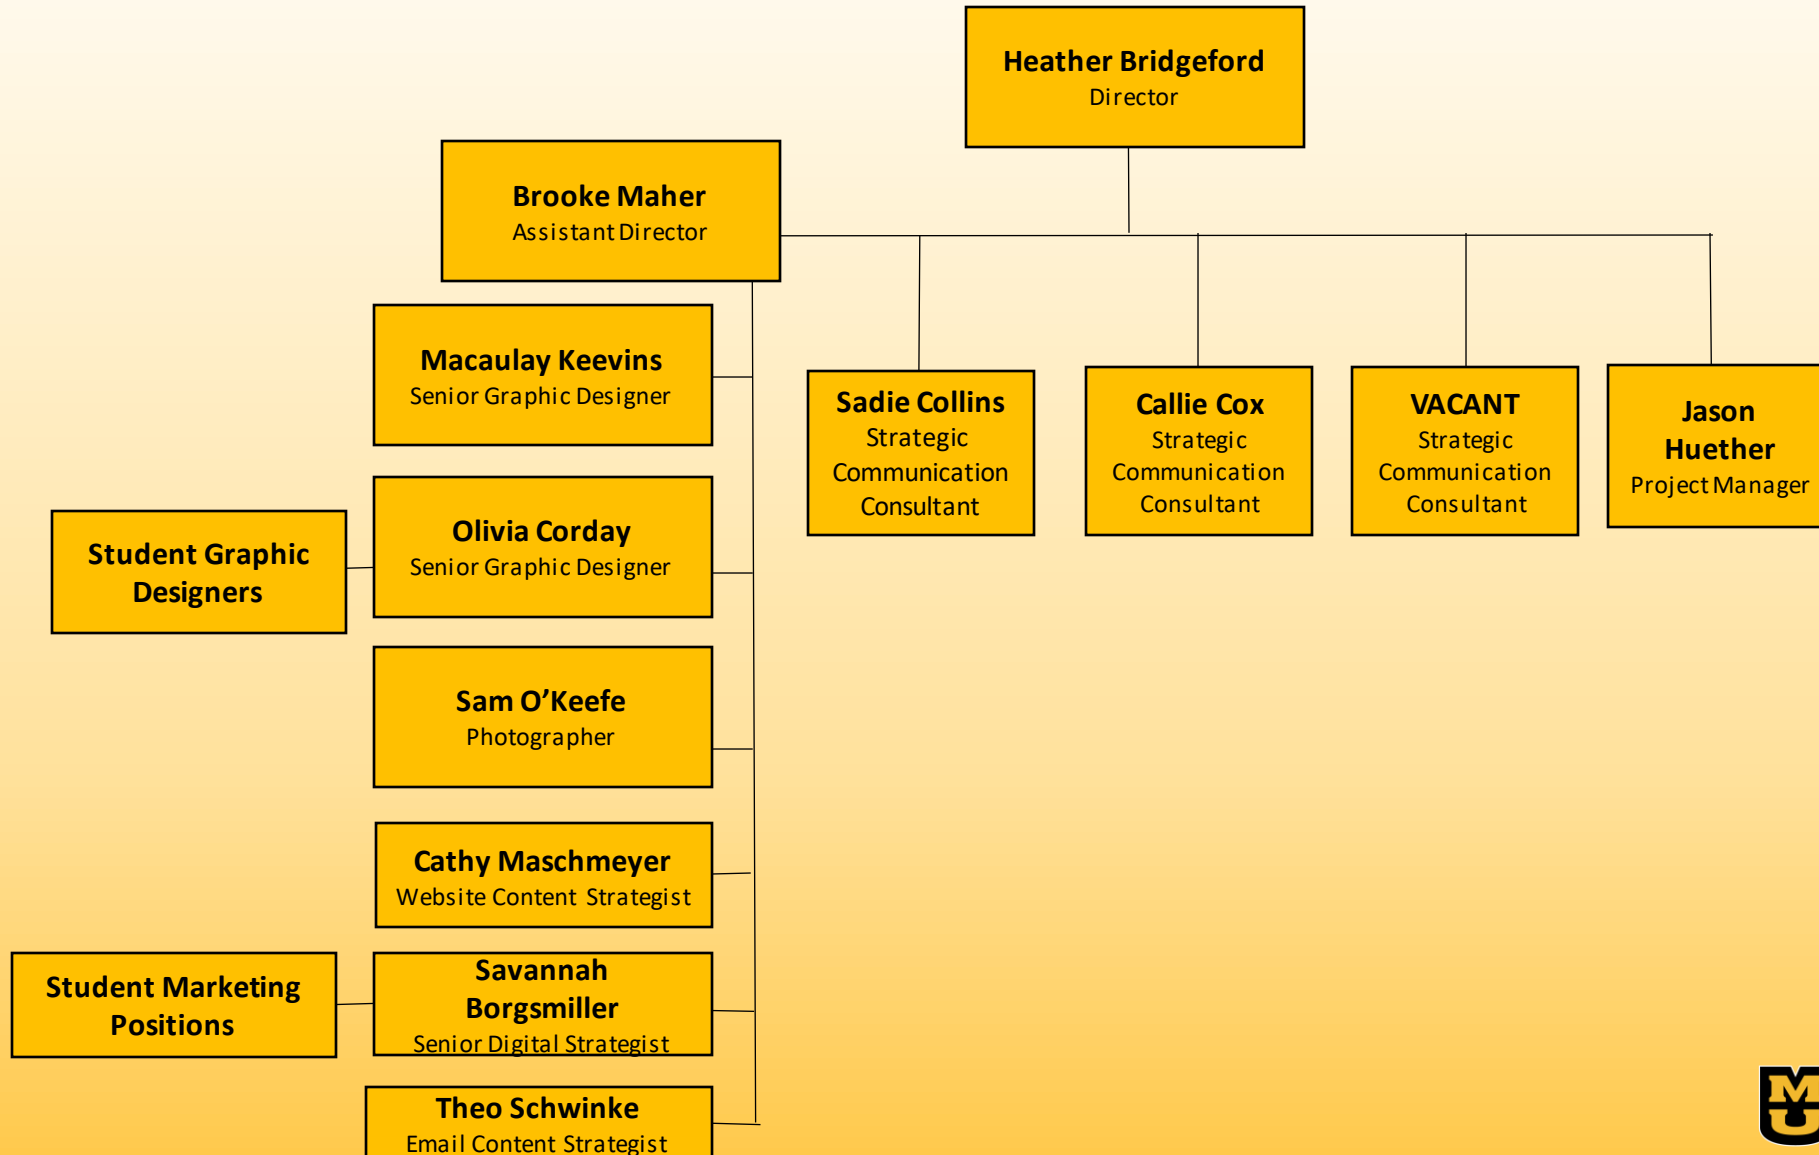 Heather Bridgeford
Director
Brooke Maher
Assistant Director
Macaulay Keevins
Senior Graphic Designer
Sadie Collins
Strategic
Communication
Consultant
Callie Cox
Strategic
Communication
Consultant
VACANT
Strategic
Communication
Consultant
Jason
Huether
Project Manager
Student Graphic
Designers
Olivia Corday
Senior Graphic Designer
Sam O’Keefe
Photographer
Cathy Maschmeyer
Website Content Strategist
Student Marketing
Positions
Savannah
Borgsmiller
Senior Digital Strategist
Theo Schwinke
Email Content Strategist
M
U